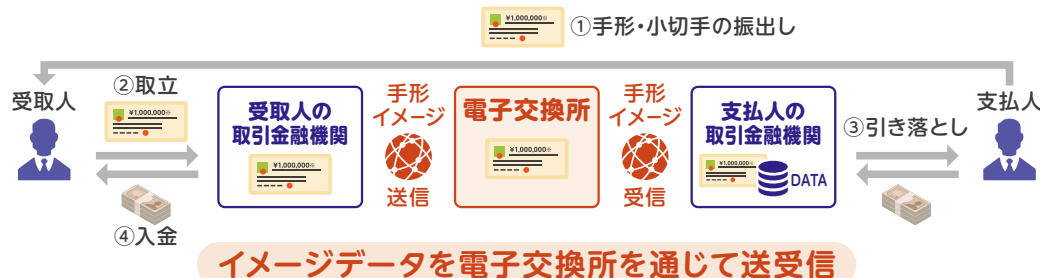 ¥1,000,000※
①手形・小切手の振出し
受取人
②取立
¥1,000,000※
④入金
受取人の
取引金融機関
¥1,000,000※
手形
イメージ
送信
電子交換所
¥1,000,000※
手形
イメージ
受信
支払人の
取引金融機関
¥1,000,000※
DATA
③引き落とし
支払人
イメージデータを電子交換所を通じて送受信